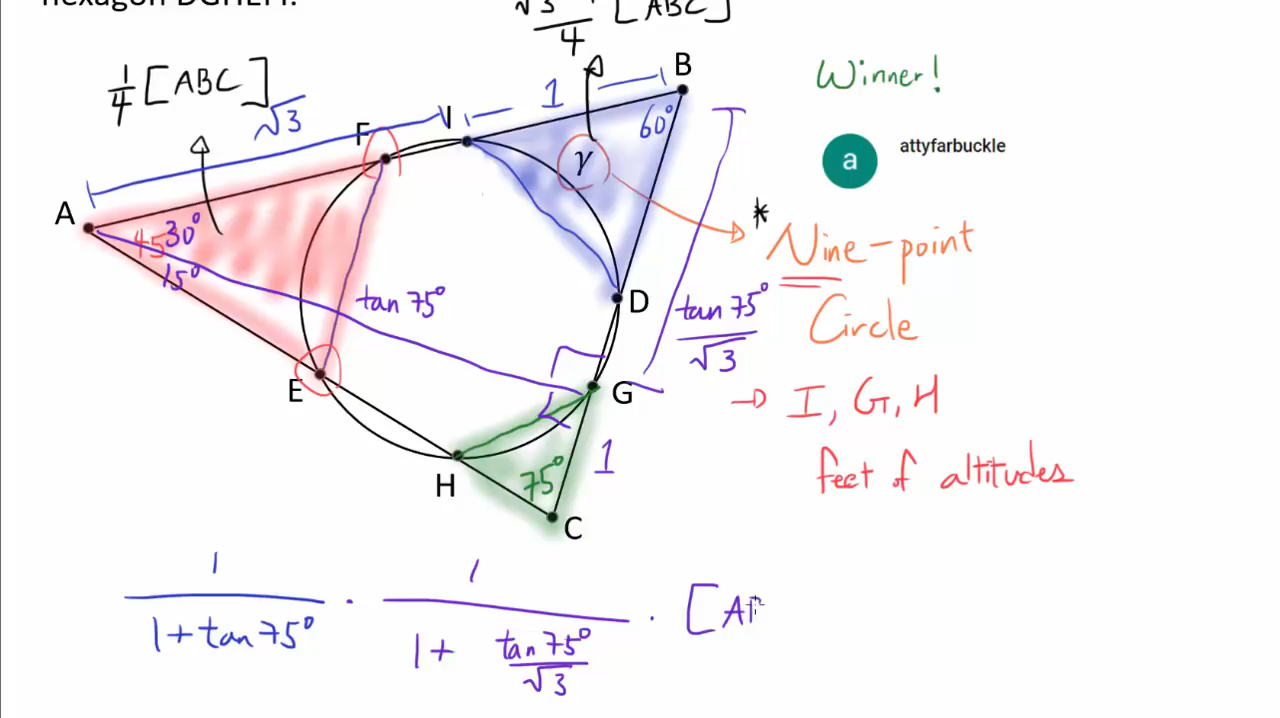 hexagon DGHEFI.
√3/4 [ABC]
1/4 [ABC]
√3
1
B
Winner!
F
I
60°
γ
a
attyfarbuckle
A
45
30°
15°
*
Nine-point
Circle
tan 75°
D
tan 75°/√3
E
G
→ I, G, H
feet of altitudes
H
75°
1
C
1/(1+tan 75°) · 1/(1+ tan 75°/√3) · [A